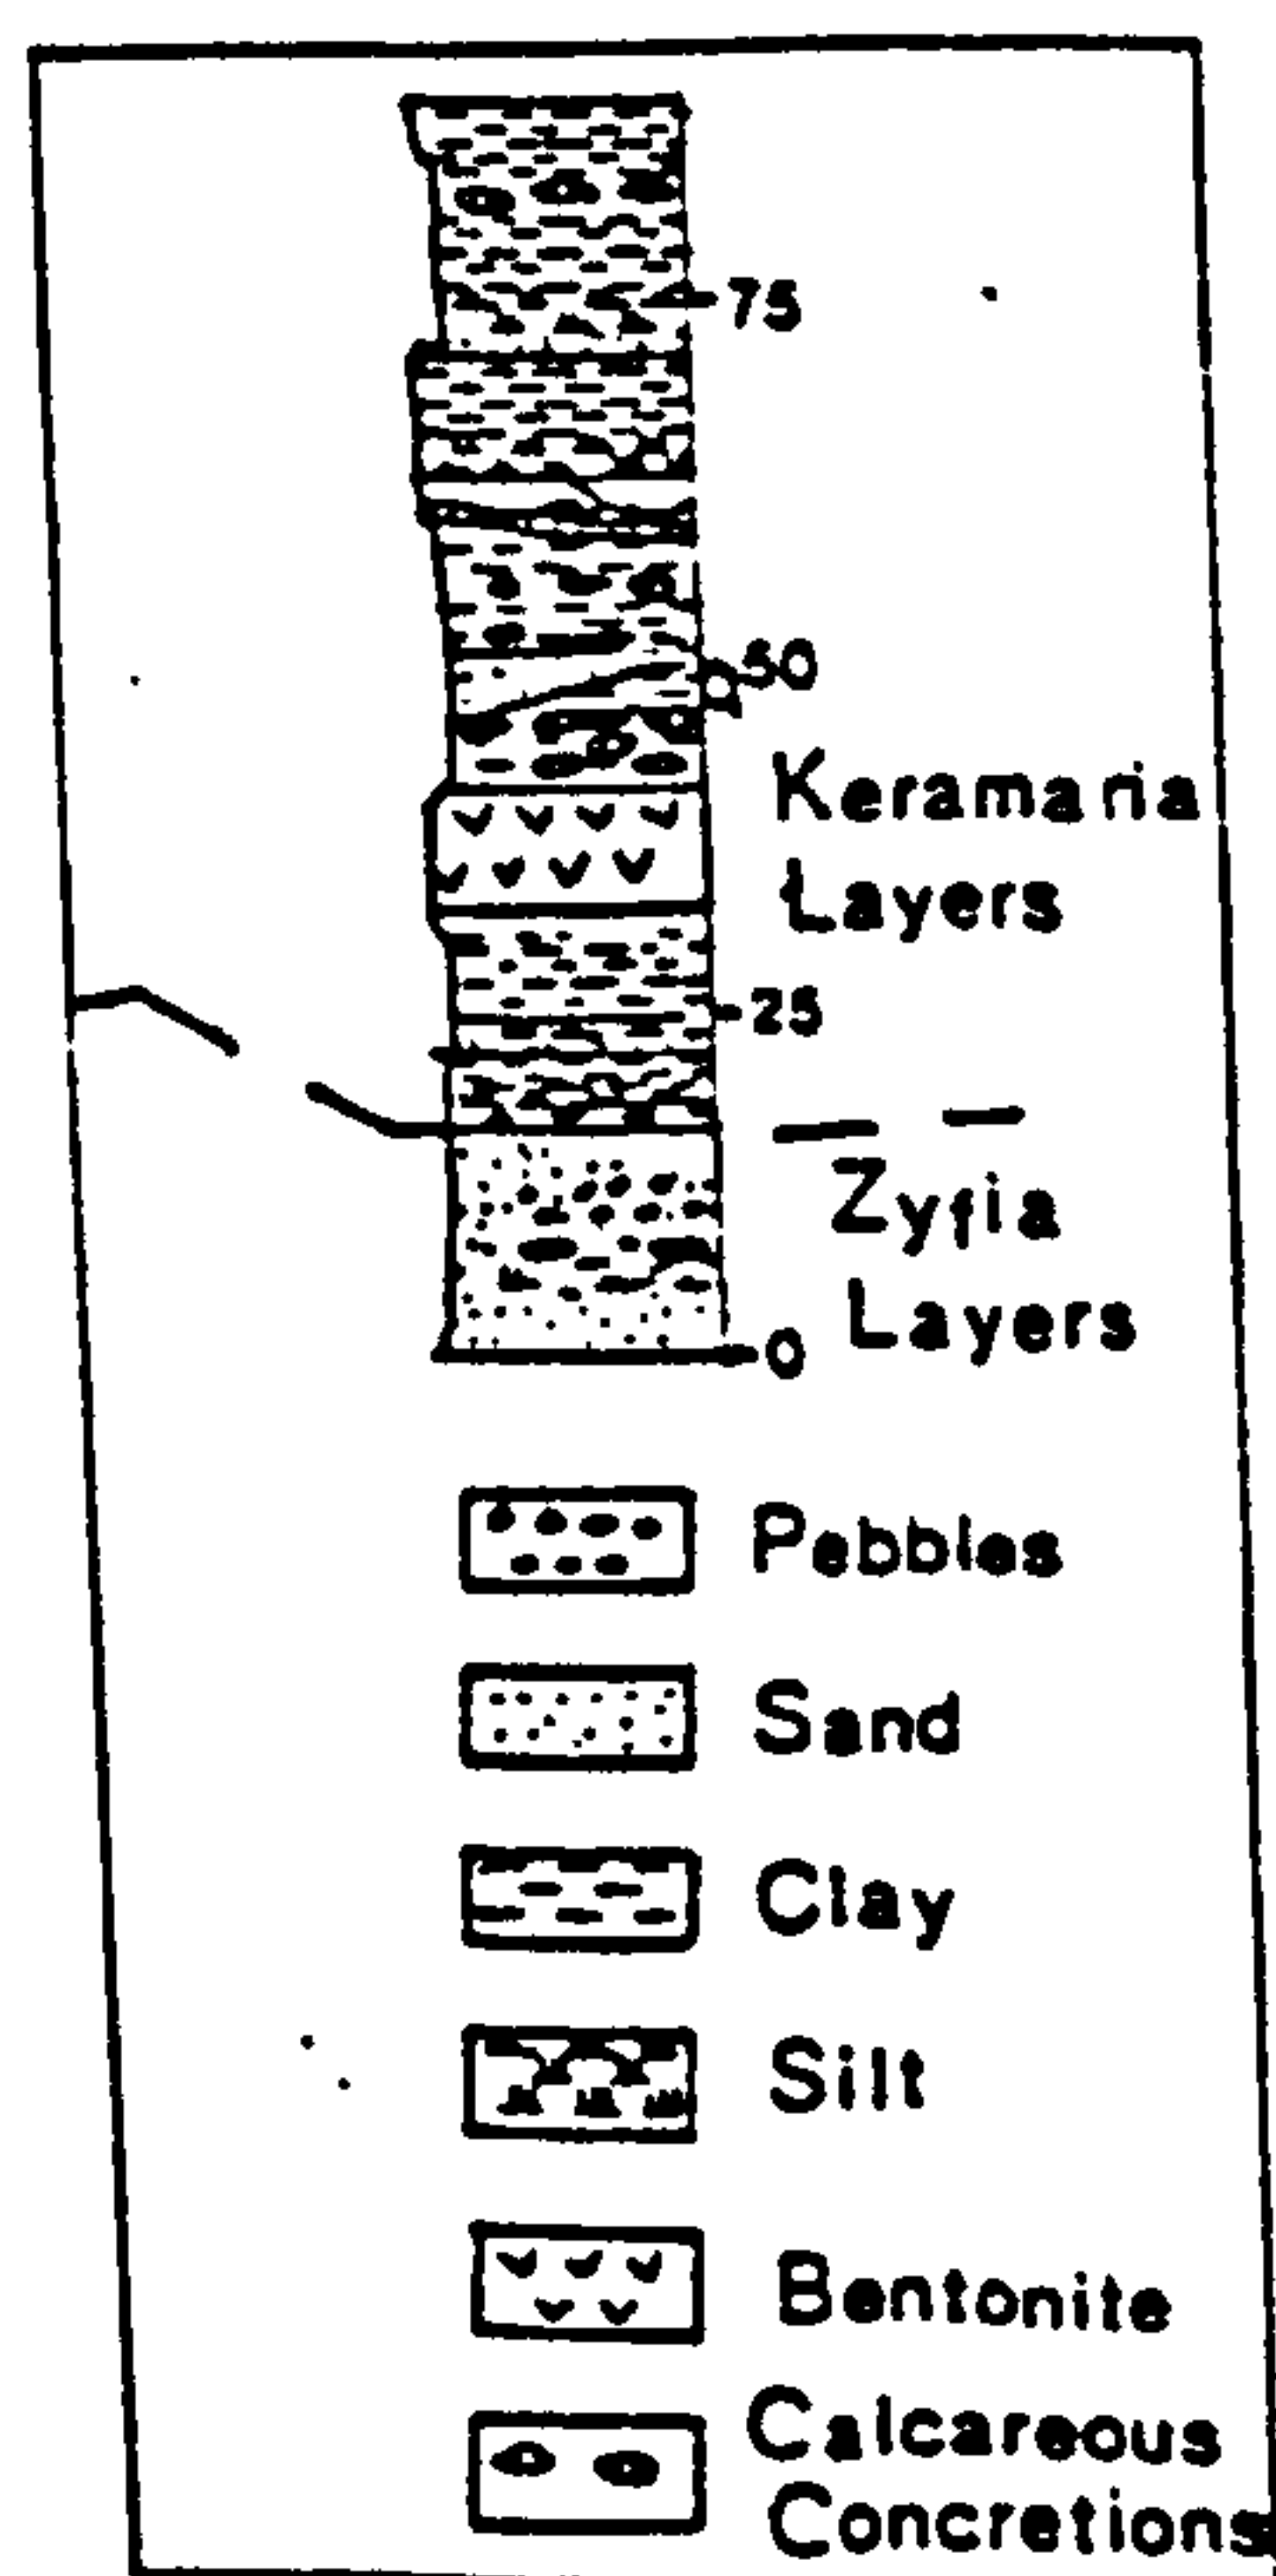 75
50
Keramaria
Layers
25
Zyfia
Layers
0
Pebbles
Sand
Clay
Silt
Bentonite
Calcareous
Concretions